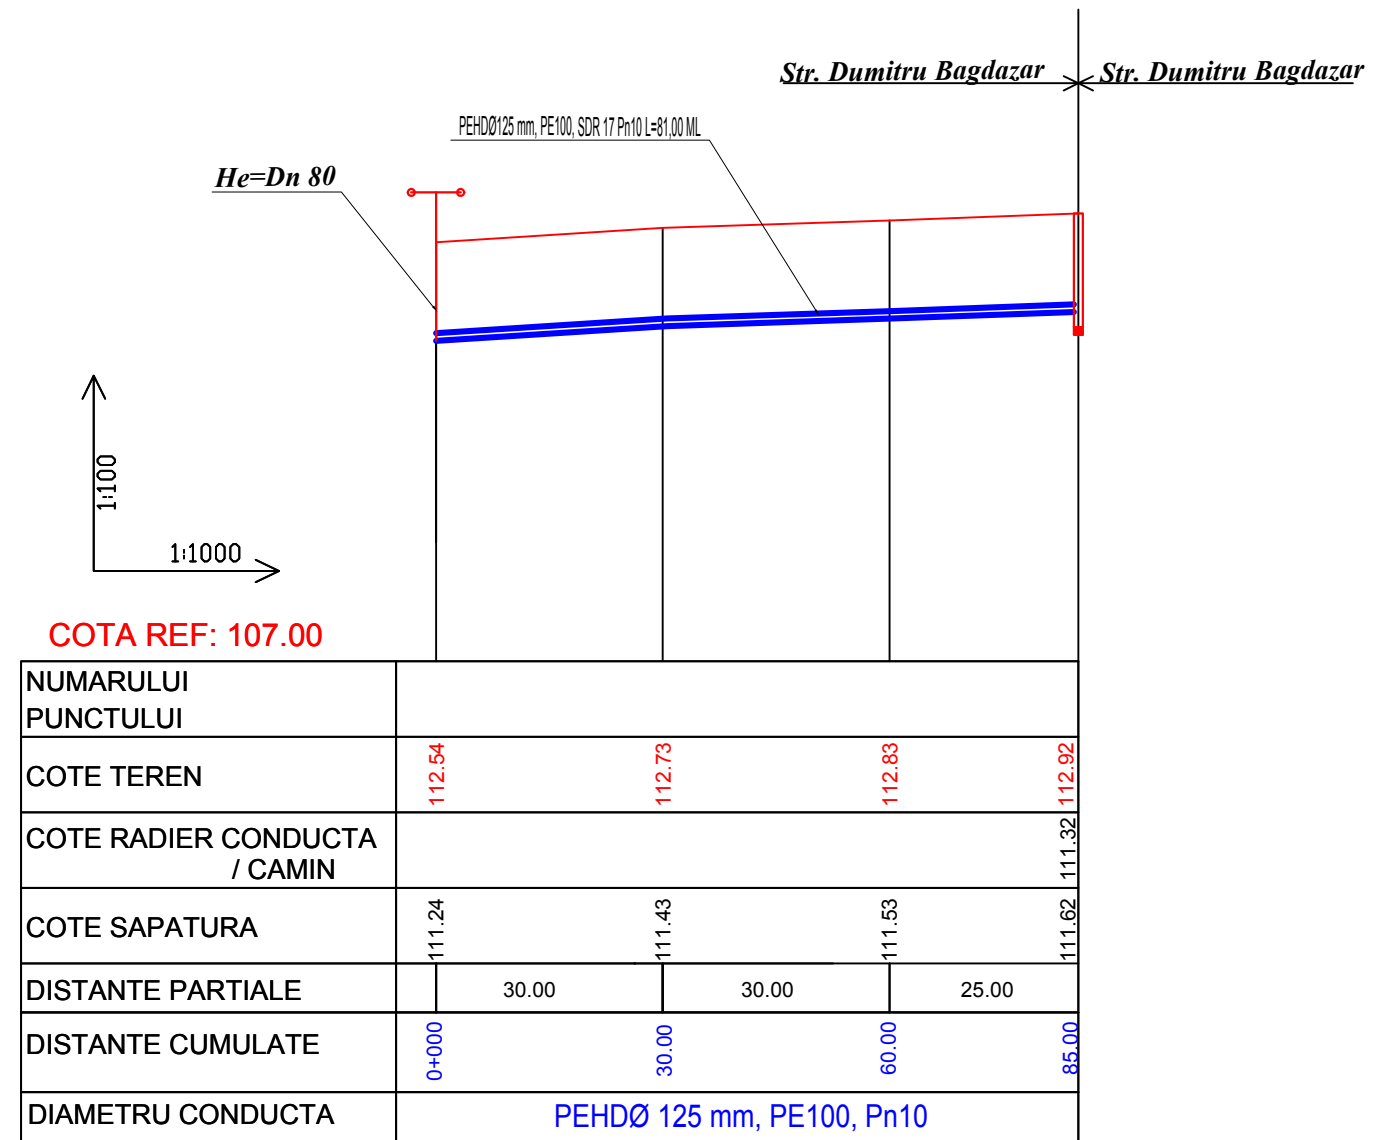 Str. Dumitru Bagdazar
Str. Dumitru Bagdazar
PEHDØ125 mm, PE100, SDR 17 Pn10 L=81,00 ML
He=Dn 80
1:100
1:1000
COTA REF: 107.00
NUMARULUI
PUNCTULUI
COTE TEREN
112.54
112.73
112.83
112.92
COTE RADIER CONDUCTA
/ CAMIN
111.32
COTE SAPATURA
111.24
111.43
111.53
111.62
DISTANTE PARTIALE
30.00
30.00
25.00
DISTANTE CUMULATE
0+000
30.00
60.00
85.00
DIAMETRU CONDUCTA
PEHDØ 125 mm, PE100, Pn10